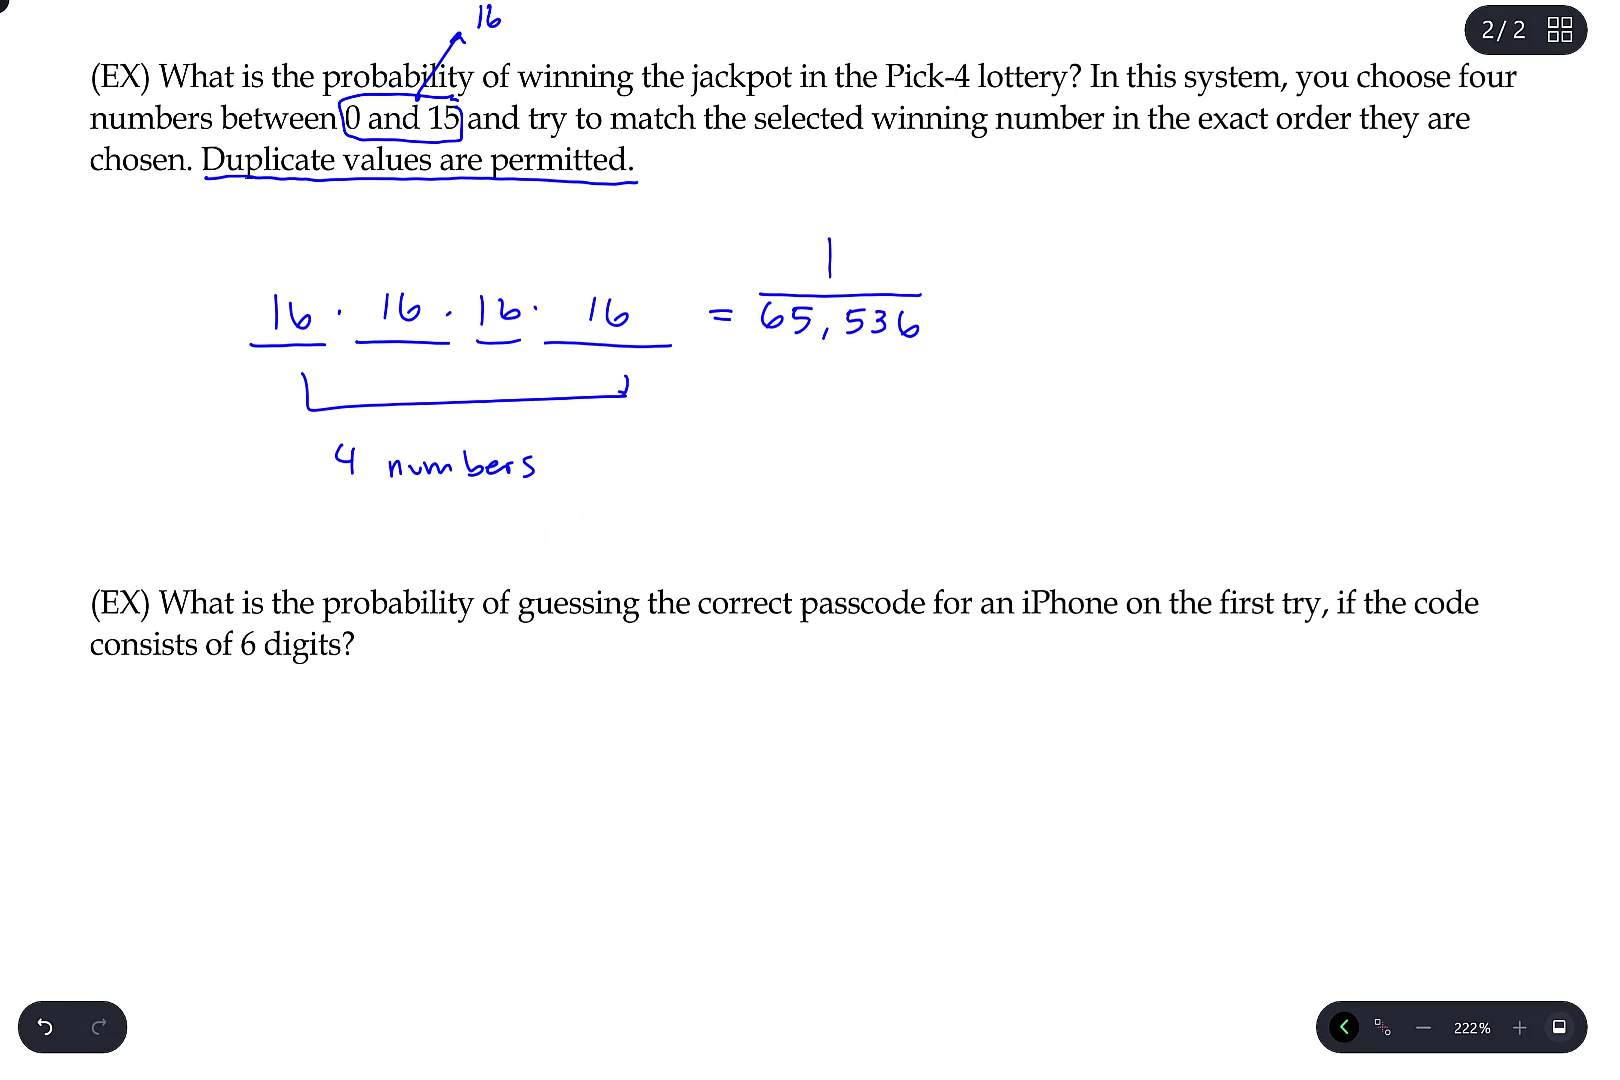 16
2/2
(EX) What is the probability of winning the jackpot in the Pick-4 lottery? In this system, you choose four
numbers between 0 and 15 and try to match the selected winning number in the exact order they are
chosen. Duplicate values are permitted.
1
16 · 16 · 16 · 16 = 65,536
4 numbers
(EX) What is the probability of guessing the correct passcode for an iPhone on the first try, if the code
consists of 6 digits?
222%